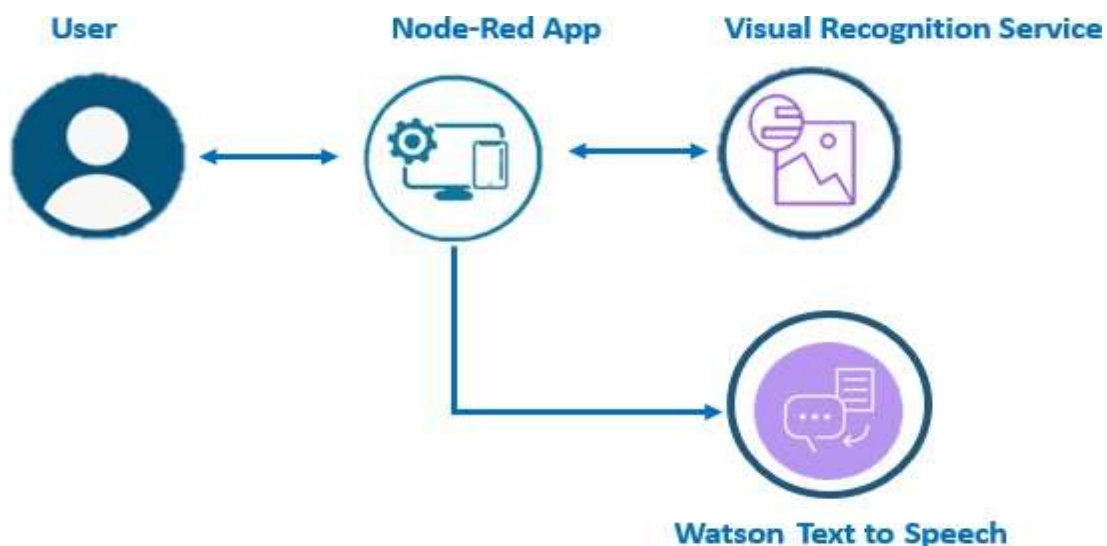 User
Node-Red App
Visual Recognition Service
Watson Text to Speech